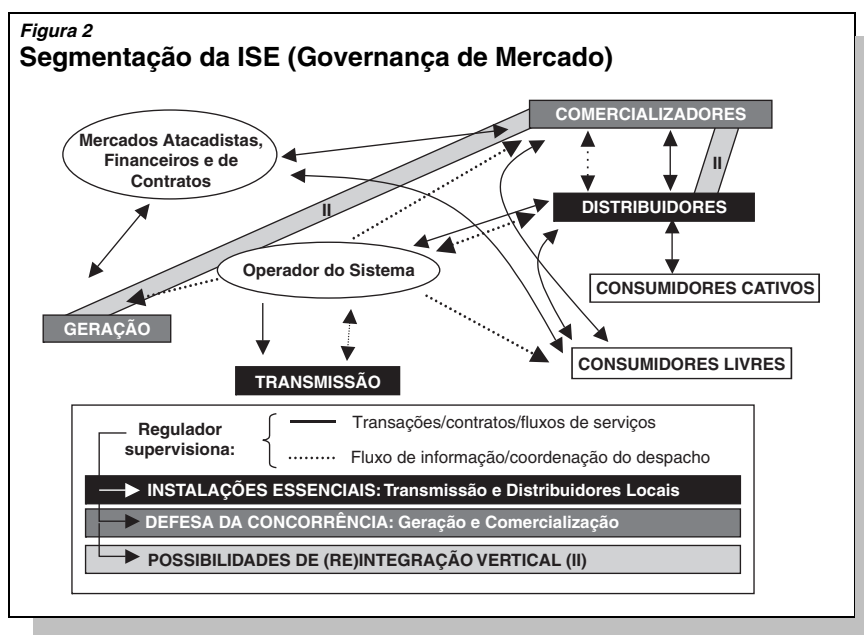 Figura 2
Segmentação da ISE (Governança de Mercado)
COMERCIALIZADORES
Mercados Atacadistas,
Financeiros e de
Contratos
II
II
DISTRIBUIDORES
Operador do Sistema
CONSUMIDORES CATIVOS
GERAÇÃO
CONSUMIDORES LIVRES
TRANSMISSÃO
Regulador
supervisiona:
Transações/contratos/fluxos de serviços
Fluxo de informação/coordenação do despacho
INSTALAÇÕES ESSENCIAIS: Transmissão e Distribuidores Locais
DEFESA DA CONCORRÊNCIA: Geração e Comercialização
POSSIBILIDADES DE (RE)INTEGRAÇÃO VERTICAL (II)